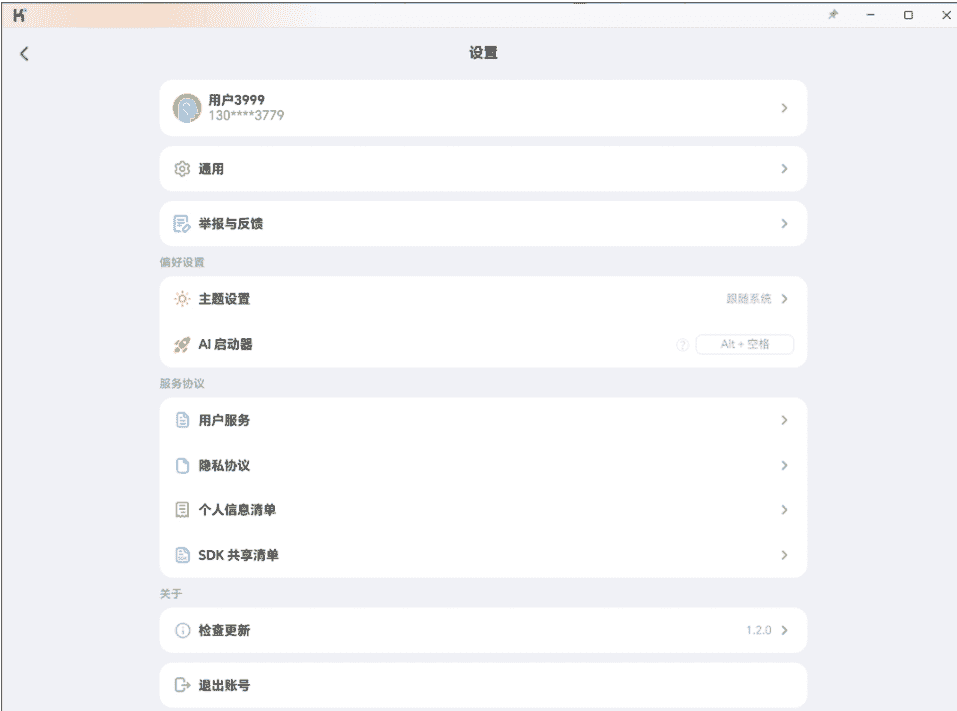 K
设置
用户3999
130****3779
通用
举报与反馈
偏好设置
主题设置
跟随系统
AI 启动器
Alt + 空格
服务协议
用户服务
隐私协议
个人信息清单
SDK 共享清单
关于
检查更新
1.2.0
退出账号